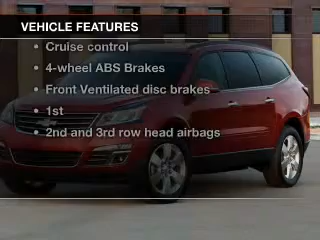 VEHICLE FEATURES
• Cruise control
• 4-wheel ABS Brakes
• Front Ventilated disc brakes
• 1st
• 2nd and 3rd row head airbags